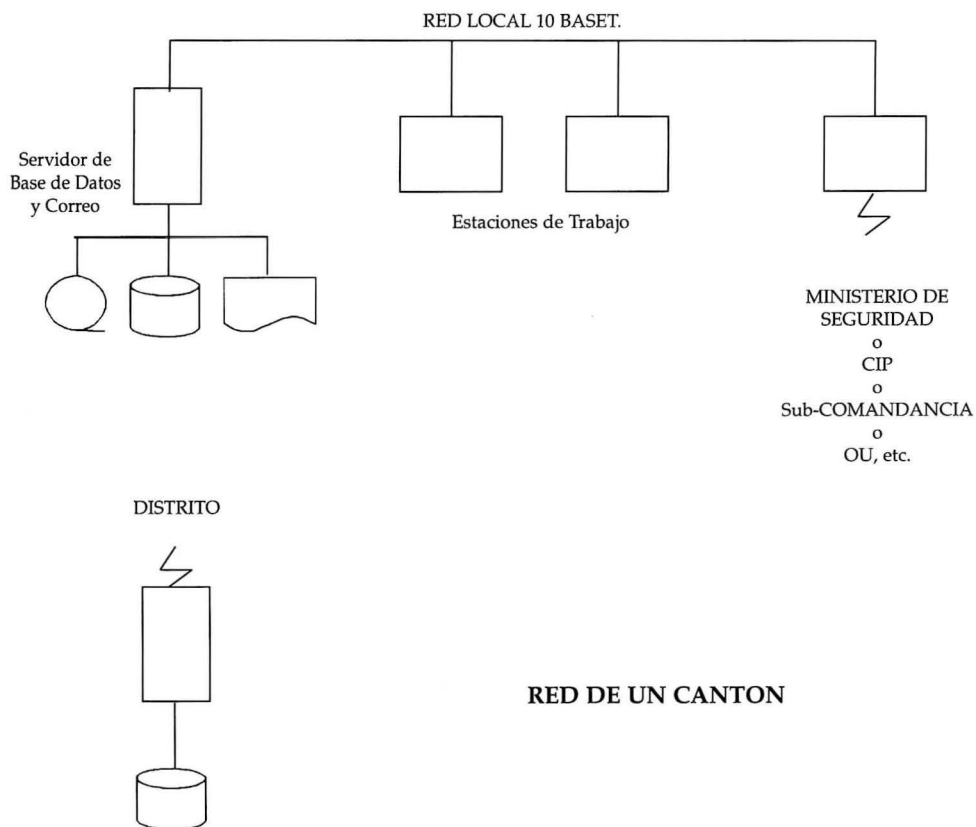 RED LOCAL 10 BASET.
Servidor de
Base de Datos
y Correo
Estaciones de Trabajo
MINISTERIO DE
SEGURIDAD
o
CIP
o
Sub-COMANDANCIA
o
OU, etc.
DISTRITO
RED DE UN CANTON